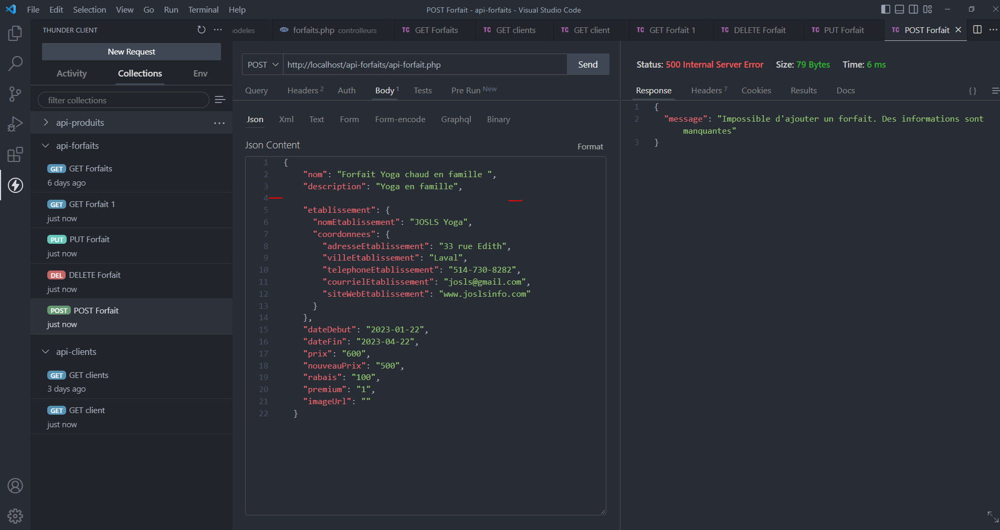 File Edit Selection View Go Run Terminal Help
POST Forfait - api-forfaits - Visual Studio Code
THUNDER CLIENT
New Request
Activity Collections Env
filter collections
api-produits
api-forfaits
GET GET Forfaits
6 days ago
GET GET Forfait 1
just now
PUT PUT Forfait
just now
DEL DELETE Forfait
just now
POST POST Forfait
just now
api-clients
GET GET clients
3 days ago
GET GET client
just now
odeles forfaits.php controlleurs TC GET Forfaits TC GET clients TC GET client TC GET Forfait 1 TC DELETE Forfait TC PUT Forfait TC POST Forfait
POST http://localhost/api-forfaits/api-forfait.php Send
Query Headers 2 Auth Body 1 Tests Pre Run New
Json Xml Text Form Form-encode Graphql Binary
Json Content
Format
1 {
2 "nom": "Forfait Yoga chaud en famille ",
3 "description": "Yoga en famille",
4
5 "etablissement": {
6 "nomEtablissement": "JOSLS Yoga",
7 "coordonnees": {
8 "adresseEtablissement": "33 rue Edith",
9 "villeEtablissement": "Laval",
10 "telephoneEtablissement": "514-730-8282",
11 "courrielEtablissement": "josls@gmail.com",
12 "siteWebEtablissement": "www.joslsinfo.com"
13 }
14 },
15 "dateDebut": "2023-01-22",
16 "dateFin": "2023-04-22",
17 "prix": "600",
18 "nouveauPrix": "500",
19 "rabais": "100",
20 "premium": "1",
21 "imageUrl": ""
22 }
Status: 500 Internal Server Error Size: 79 Bytes Time: 6 ms
Response Headers 7 Cookies Results Docs { }
1 {
2 "message": "Impossible d'ajouter un forfait. Des informations sont
manquantes"
3 }